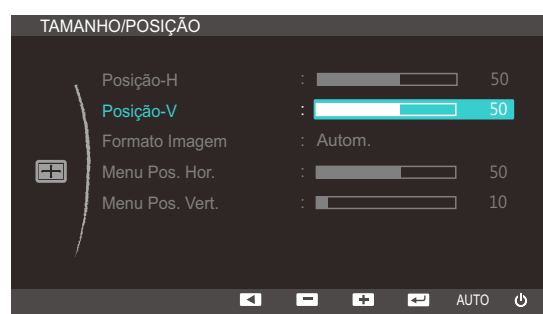 TAMANHO/POSIÇÃO
Posição-H : 50
Posição-V : 50
Formato Imagem : Autom.
Menu Pos. Hor. : 50
Menu Pos. Vert. : 10
AUTO